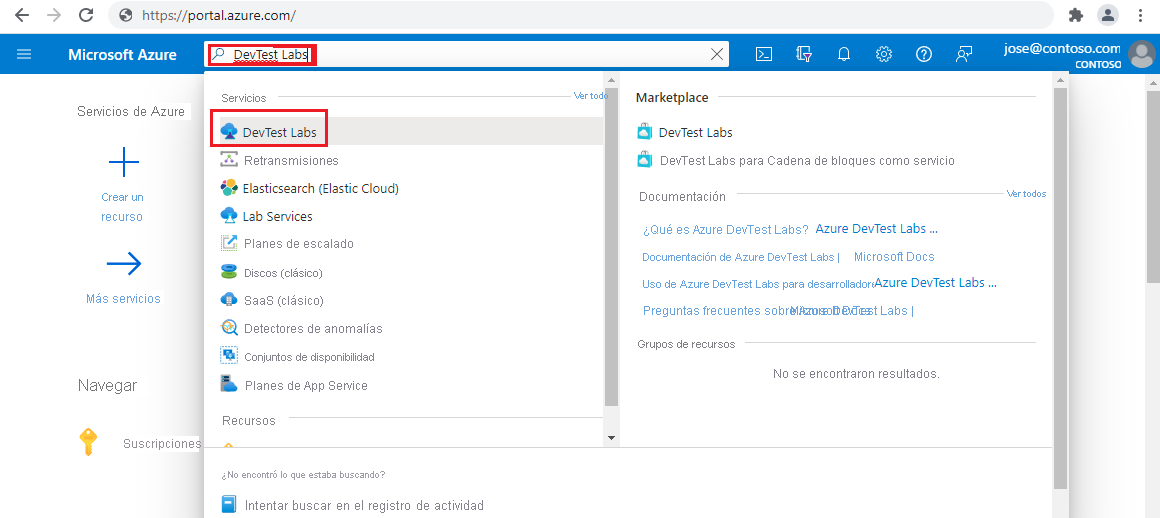 https://portal.azure.com/
Microsoft Azure
DevTest Labs
jose@contoso.com
CONTOSO
Servicios de Azure
Crear un
recurso
Más servicios
Navegar
Suscripciones
Servicios
Ver todo
DevTest Labs
Retransmisiones
Elasticsearch (Elastic Cloud)
Lab Services
Planes de escalado
Discos (clásico)
SaaS (clásico)
Detectores de anomalías
Conjuntos de disponibilidad
Planes de App Service
Recursos
Marketplace
DevTest Labs
DevTest Labs para Cadena de bloques como servicio
Documentación
Ver todos
¿Qué es Azure DevTest Labs? Azure DevTest Labs ...
Documentación de Azure DevTest Labs | Microsoft Docs
Uso de Azure DevTest Labs para desarrolladore Azure DevTest Labs ...
Preguntas frecuentes sobre Azure DevTest Labs | Microsoft Docs
Grupos de recursos
No se encontraron resultados.
¿No encontró lo que estaba buscando?
Intentar buscar en el registro de actividad